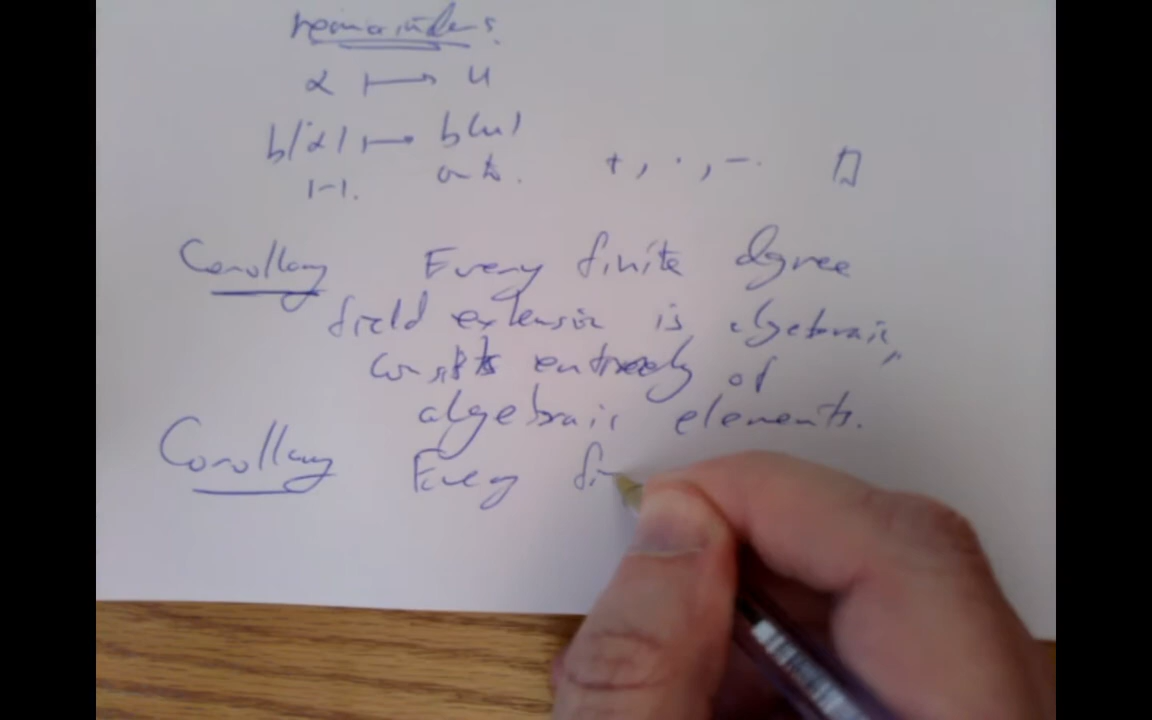 remainders.
α ⟼ u
b(α) ⟼ b(u)
1-1. onto. +, ·, -. □
Corollary Every finite degree
field extension is algebraic,
consists entirely of
algebraic elements.
Corollary Every fi